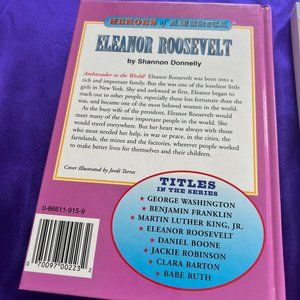 HEROES of AMERICA
ELEANOR ROOSEVELT
by Shannon Donnelly
Ambassador to the World! Eleanor Roosevelt was born into a
rich and important family. But she was one of the loneliest little
girls in New York. Shy and awkward at first, Eleanor began to
reach out to other people, especially those less fortunate than she
was, and became one of the most beloved women in the world.
As the busy wife of the president, Eleanor Roosevelt would
meet many of the most important people in the world. She
would travel everywhere. But her heart was always with those
who most needed her help, in war or peace, in the cities, the
farmlands, the mines and the factories, wherever people worked
to make better lives for themselves and their children.
Cover Illustrated by Jordi Torres
0-86611-915-9
0 70097 00223 2
TITLES
IN THE SERIES
★ GEORGE WASHINGTON
★ BENJAMIN FRANKLIN
★ MARTIN LUTHER KING, JR.
★ ELEANOR ROOSEVELT
★ DANIEL BOONE
★ JACKIE ROBINSON
★ CLARA BARTON
★ BABE RUTH